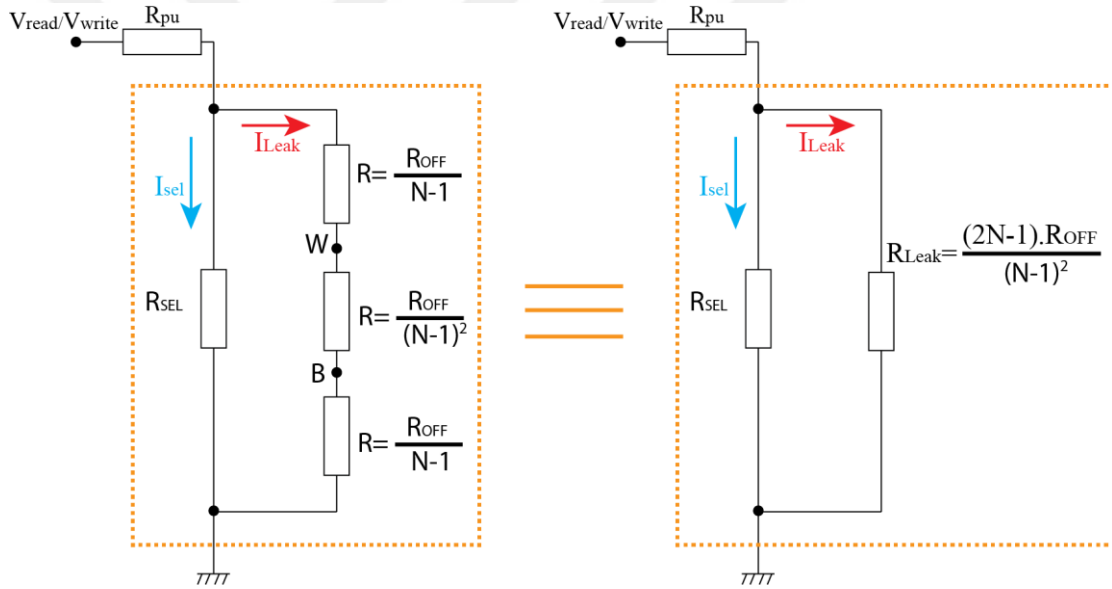 Vread/Vwrite Rpu
ILeak
Isel
R= ROFF
N-1
W
RSEL
R= ROFF
(N-1)²
B
R= ROFF
N-1
Vread/Vwrite Rpu
ILeak
Isel
RLeak= (2N-1).ROFF
(N-1)²
RSEL